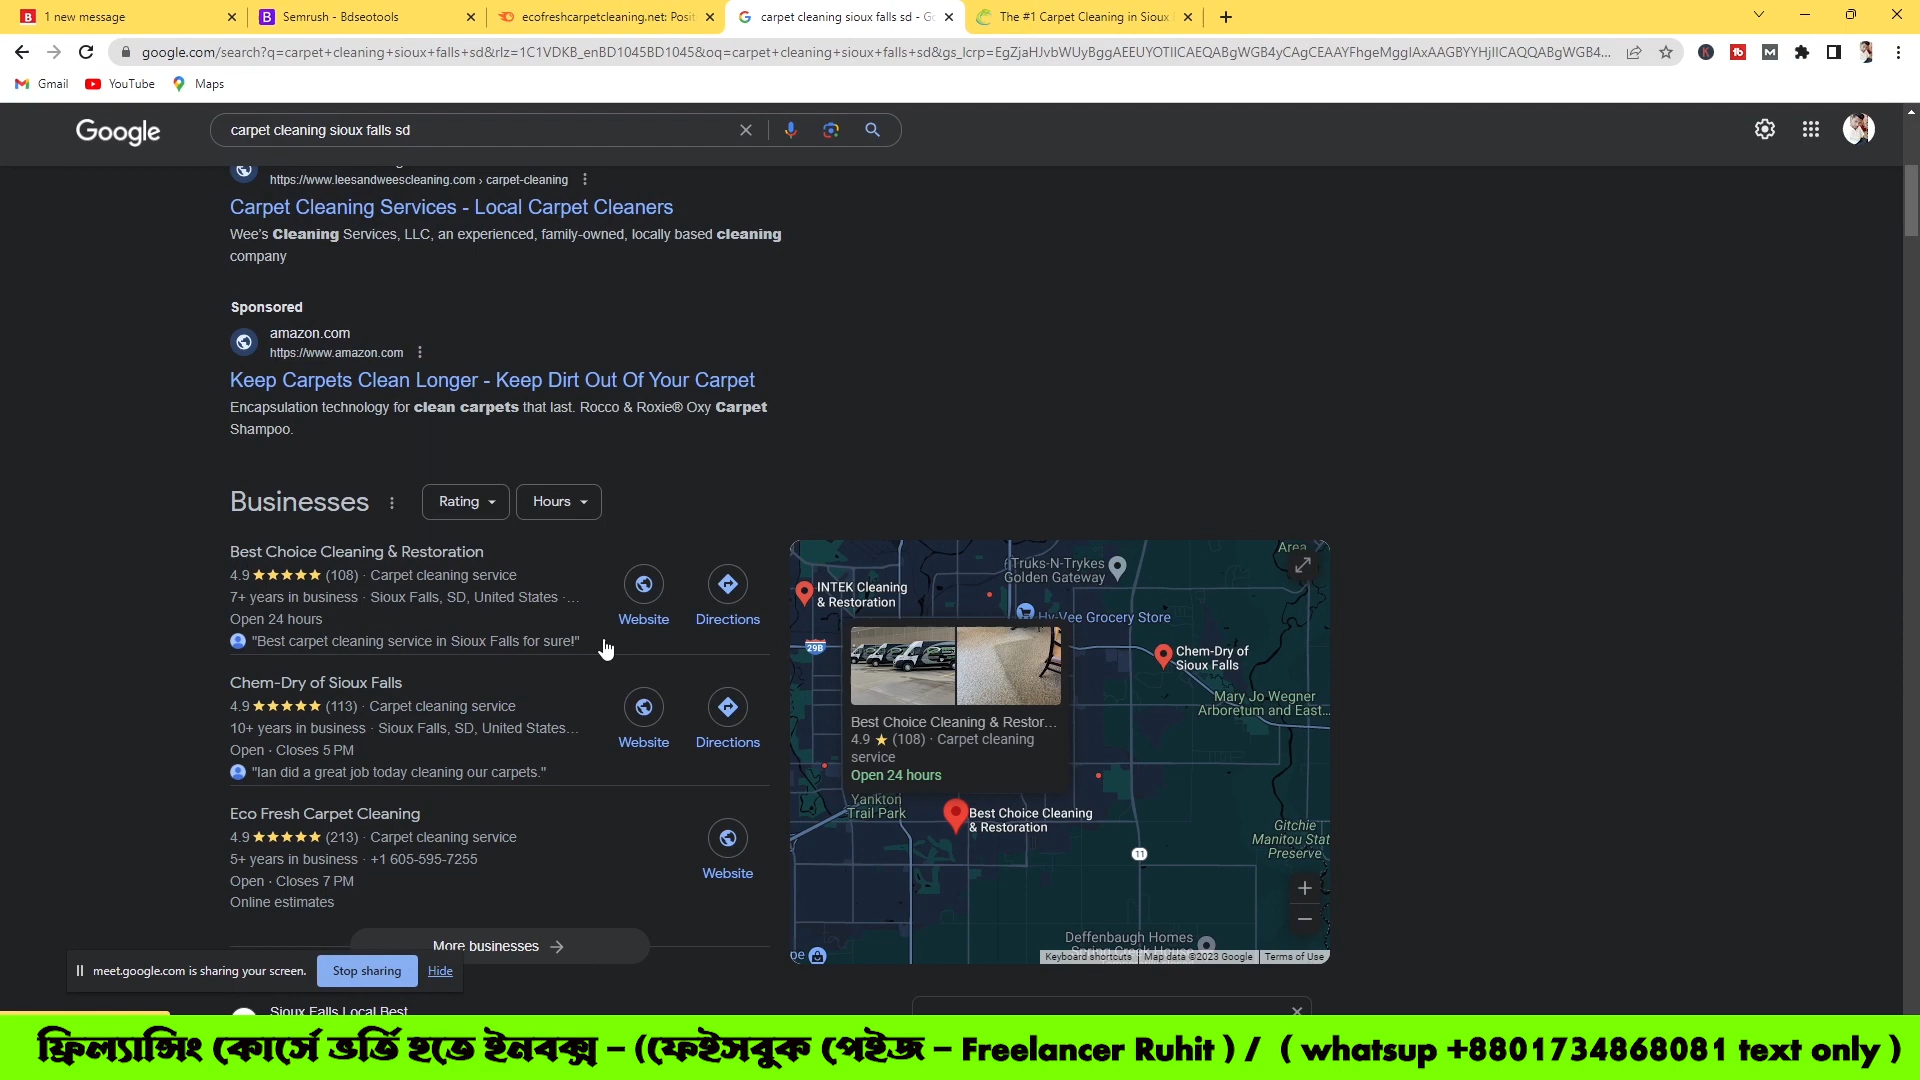 1 new message
Semrush - Bdseotools
ecofreshcarpetcleaning.net: Posit
carpet cleaning sioux falls sd - Go
The #1 Carpet Cleaning in Sioux
google.com/search?q=carpet+cleaning+sioux+falls+sd&rlz=1C1VDKB_enBD1045BD1045&oq=carpet+cleaning+sioux+falls+sd&gs_lcrp=EgZjaHJvbWUyBggAEEUYOTIICAEQABgWGB4yCAgCEAAYFhgeMggIAxAAGBYYHjIICAQQABgWGB4...
Gmail
YouTube
Maps
Google
carpet cleaning sioux falls sd
https://www.leesandweescleaning.com › carpet-cleaning
Carpet Cleaning Services - Local Carpet Cleaners
Wee's Cleaning Services, LLC, an experienced, family-owned, locally based cleaning
company
Sponsored
amazon.com
https://www.amazon.com
Keep Carpets Clean Longer - Keep Dirt Out Of Your Carpet
Encapsulation technology for clean carpets that last. Rocco & Roxie® Oxy Carpet
Shampoo.
Businesses
Rating
Hours
Best Choice Cleaning & Restoration
4.9 ★★★★★ (108) · Carpet cleaning service
7+ years in business · Sioux Falls, SD, United States ·...
Open 24 hours
"Best carpet cleaning service in Sioux Falls for sure!"
Website
Directions
Chem-Dry of Sioux Falls
4.9 ★★★★★ (113) · Carpet cleaning service
10+ years in business · Sioux Falls, SD, United States...
Open · Closes 5 PM
"Ian did a great job today cleaning our carpets."
Website
Directions
Eco Fresh Carpet Cleaning
4.9 ★★★★★ (213) · Carpet cleaning service
5+ years in business · +1 605-595-7255
Open · Closes 7 PM
Online estimates
Website
More businesses
Area
Truks-N-Trykes
Golden Gateway
INTEK Cleaning
& Restoration
Hy-Vee Grocery Store
29B
Chem-Dry of
Sioux Falls
Mary Jo Wegner
Arboretum and East...
Best Choice Cleaning & Restor...
4.9 ★ (108) · Carpet cleaning
service
Open 24 hours
Yankton
Trail Park
Best Choice Cleaning
& Restoration
11
Gitchie
Manitou Stat
Preserve
Deffenbaugh Homes
Spring Creek House
pe
Keyboard shortcuts
Map data ©2023 Google
Terms of Use
meet.google.com is sharing your screen.
Stop sharing
Hide
Sioux Falls Local Best
ফ্রিল্যান্সিং কোর্সে ভর্তি হতে ইনবক্স – ((ফেইসবুক পেইজ – Freelancer Ruhit ) / ( whatsup +8801734868081 text only )